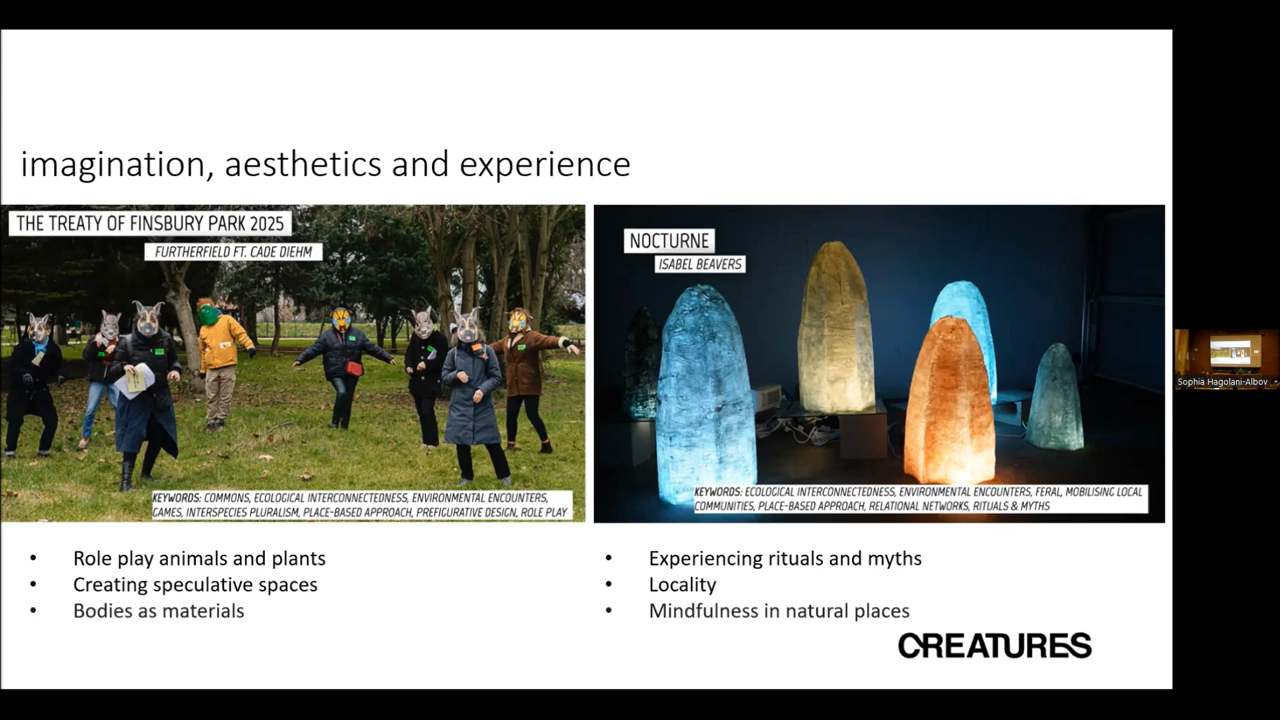 imagination, aesthetics and experience
THE TREATY OF FINSBURY PARK 2025
FURTHERFIELD FT. CADE DIEHM
KEYWORDS: COMMONS, ECOLOGICAL INTERCONNECTEDNESS, ENVIRONMENTAL ENCOUNTERS,
GAMES, INTERSPECIES PLURALISM, PLACE-BASED APPROACH, PREFIGURATIVE DESIGN, ROLE PLAY
• Role play animals and plants
• Creating speculative spaces
• Bodies as materials
NOCTURNE
ISABEL BEAVERS
KEYWORDS: ECOLOGICAL INTERCONNECTEDNESS, ENVIRONMENTAL ENCOUNTERS, FERAL, MOBILISING LOCAL
COMMUNITIES, PLACE-BASED APPROACH, RELATIONAL NETWORKS, RITUALS & MYTHS
• Experiencing rituals and myths
• Locality
• Mindfulness in natural places
CREATURES
Sophia Hagolani-Albov